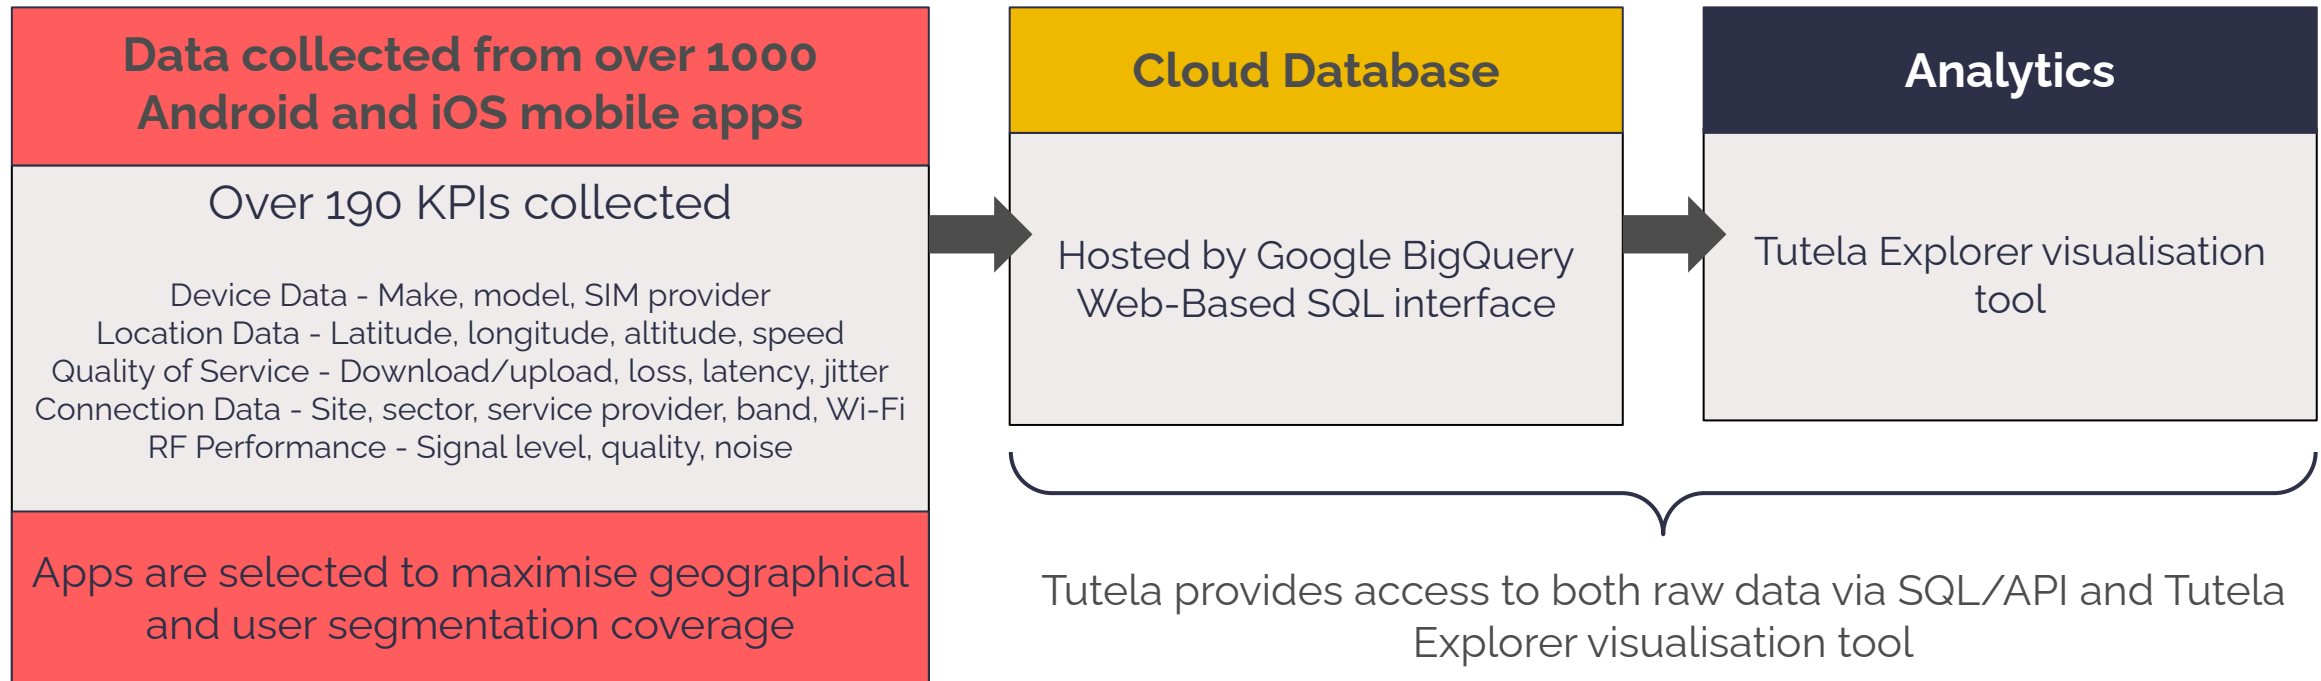 Data collected from over 1000
Android and iOS mobile apps
Over 190 KPIs collected
Device Data - Make, model, SIM provider
Location Data - Latitude, longitude, altitude, speed
Quality of Service - Download/upload, loss, latency, jitter
Connection Data - Site, sector, service provider, band, Wi-Fi
RF Performance - Signal level, quality, noise
Apps are selected to maximise geographical
and user segmentation coverage
Cloud Database
Hosted by Google BigQuery
Web-Based SQL interface
Analytics
Tutela Explorer visualisation
tool
Tutela provides access to both raw data via SQL/API and Tutela
Explorer visualisation tool